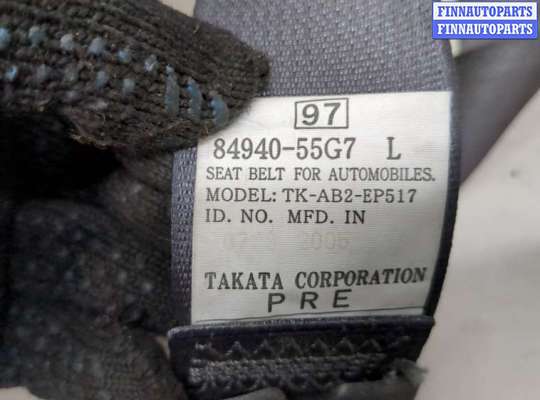 FINNAUTOPARTS
FINNAUTOPARTS
97
84940-55G7 L
SEAT BELT FOR AUTOMOBILES.
MODEL: TK-AB2-EP517
ID. NO. MFD. IN
2005
TAKATA CORPORATION
PRE